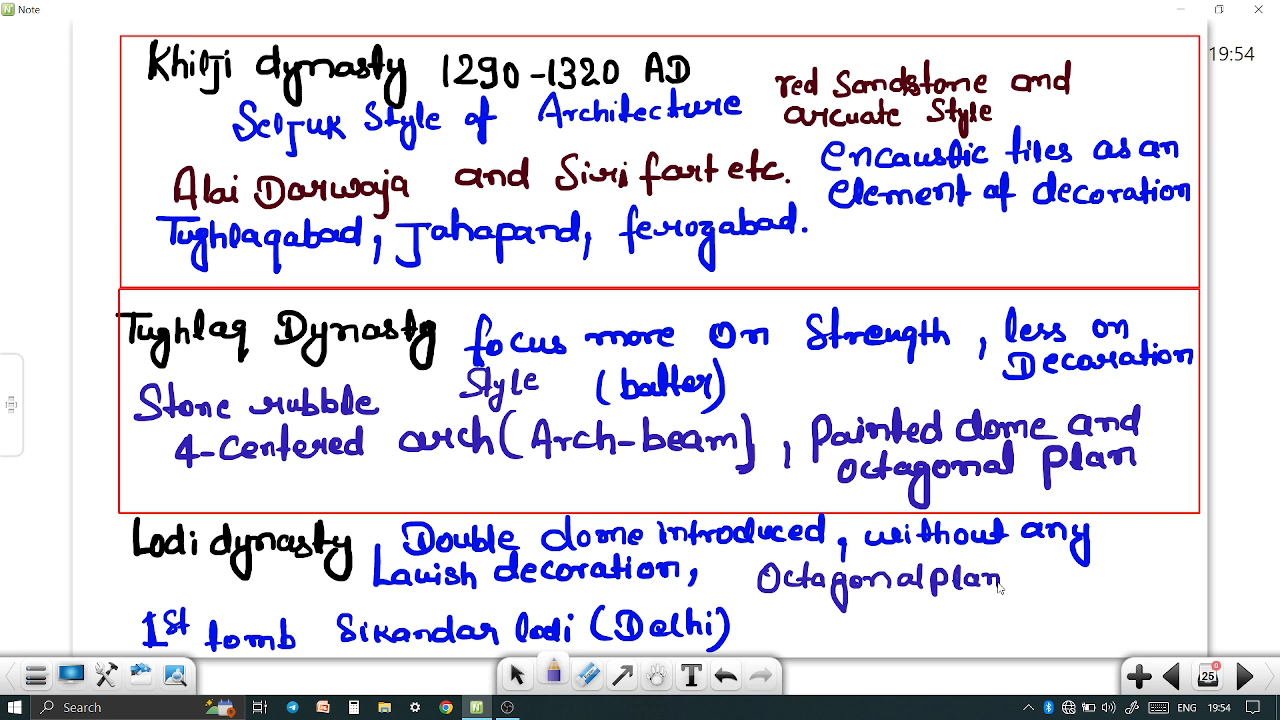 Note
19:54
Khilji dynasty 1290-1320 AD
Seljuk Style of Architecture
red Sandstone and
arcuate Style
Alai Darwaja and Siri fort etc.
encaustic tiles as an
element of decoration
Tughlaqabad, Jahapand, ferozabad.
Tughlaq Dynasty focus more on Strength, less on
Decoration
Style (batter)
Stone rubble
4-centered arch (Arch-beam), Painted dome and
octagonal Plan
Lodi dynasty Double dome introduced, without any
Lavish decoration, Octagonal plan
1st tomb Sikandar lodi (Delhi)
25
Search
ENG
19:54